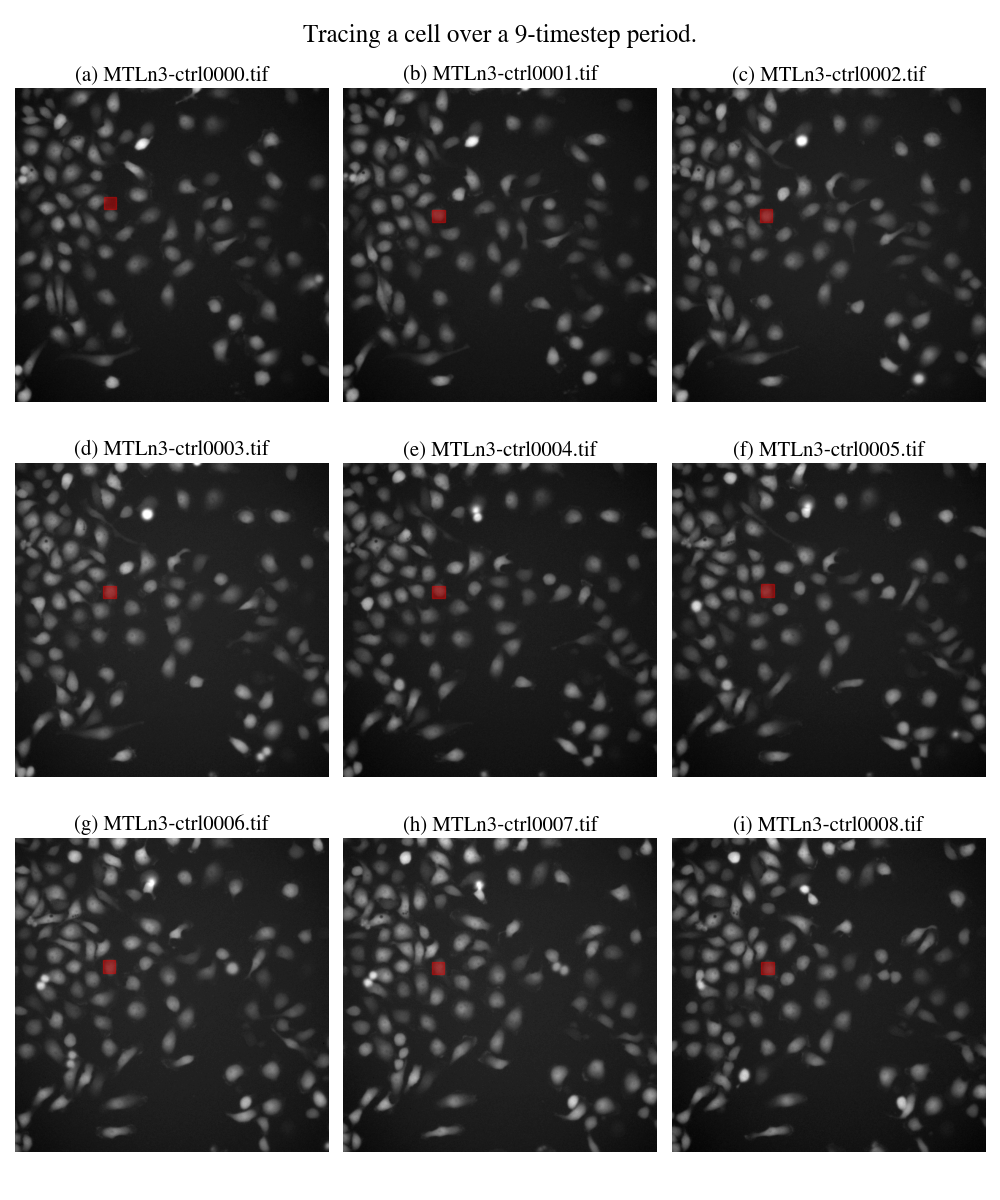 Tracing a cell over a 9-timestep period.
(a) MTLn3-ctrl0000.tif
(b) MTLn3-ctrl0001.tif
(c) MTLn3-ctrl0002.tif
(d) MTLn3-ctrl0003.tif
(e) MTLn3-ctrl0004.tif
(f) MTLn3-ctrl0005.tif
(g) MTLn3-ctrl0006.tif
(h) MTLn3-ctrl0007.tif
(i) MTLn3-ctrl0008.tif